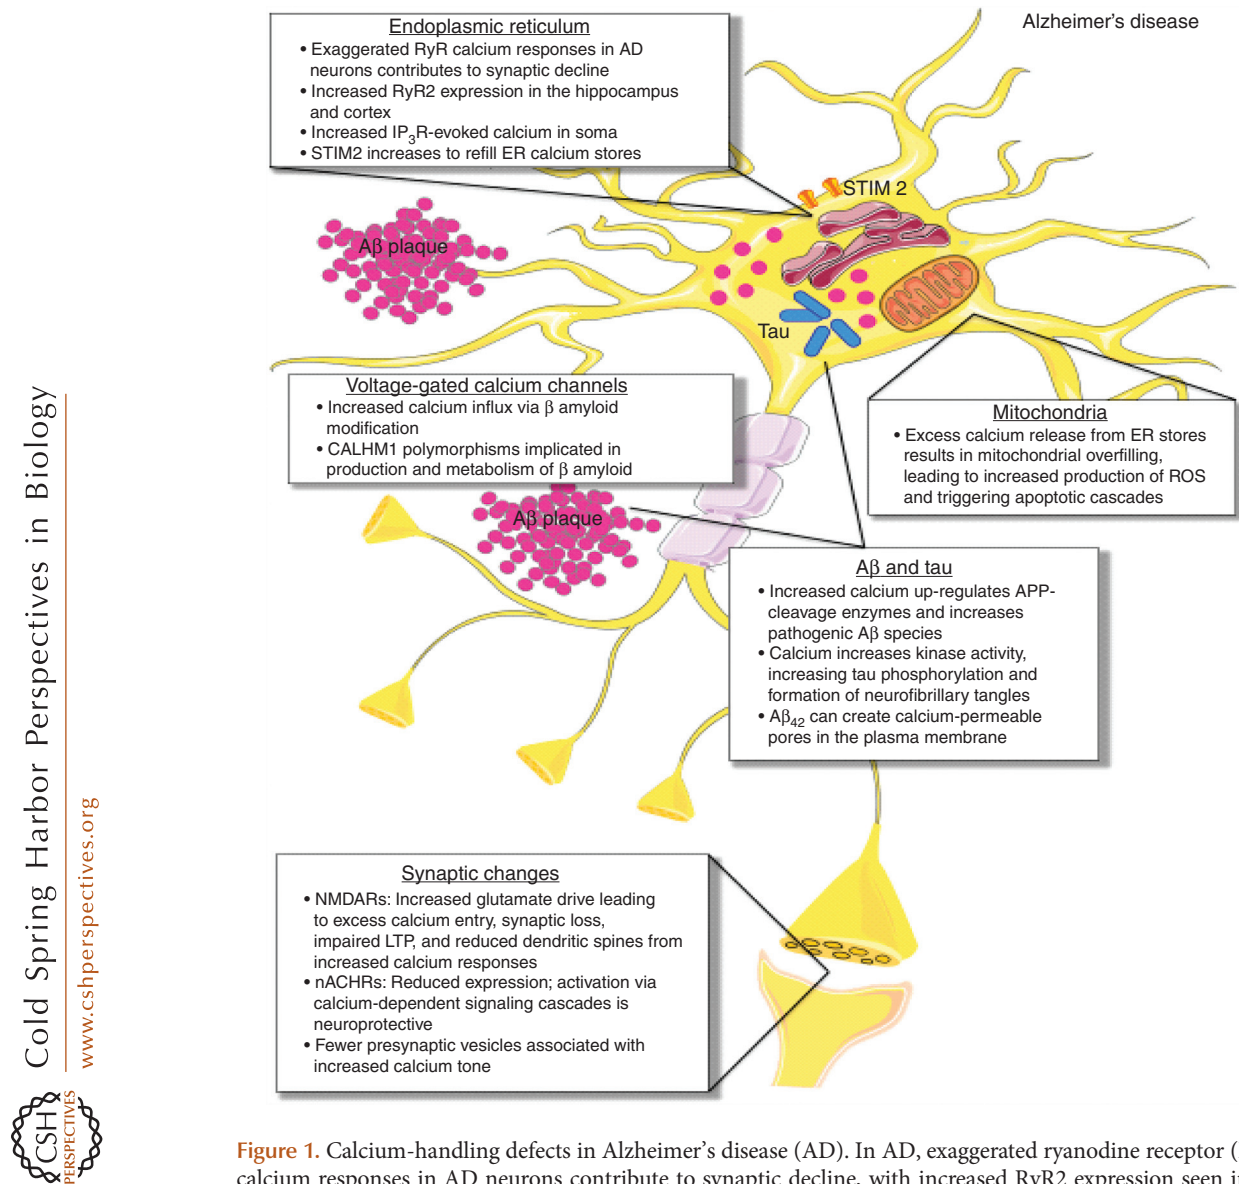 Alzheimer's disease
Endoplasmic reticulum
• Exaggerated RyR calcium responses in AD
neurons contributes to synaptic decline
• Increased RyR2 expression in the hippocampus
and cortex
• Increased IP3R-evoked calcium in soma
• STIM2 increases to refill ER calcium stores
STIM 2
Aβ plaque
Tau
Voltage-gated calcium channels
• Increased calcium influx via β amyloid
modification
• CALHM1 polymorphisms implicated in
production and metabolism of β amyloid
Mitochondria
• Excess calcium release from ER stores
results in mitochondrial overfilling,
leading to increased production of ROS
and triggering apoptotic cascades
Aβ plaque
Aβ and tau
• Increased calcium up-regulates APP-
cleavage enzymes and increases
pathogenic Aβ species
• Calcium increases kinase activity,
increasing tau phosphorylation and
formation of neurofibrillary tangles
• Aβ42 can create calcium-permeable
pores in the plasma membrane
Synaptic changes
• NMDARs: Increased glutamate drive leading
to excess calcium entry, synaptic loss,
impaired LTP, and reduced dendritic spines from
increased calcium responses
• nACHRs: Reduced expression; activation via
calcium-dependent signaling cascades is
neuroprotective
• Fewer presynaptic vesicles associated with
increased calcium tone
Cold Spring Harbor Perspectives in Biology
www.cshperspectives.org
CSH
PERSPECTIVES
Figure 1. Calcium-handling defects in Alzheimer's disease (AD). In AD, exaggerated ryanodine receptor (
calcium responses in AD neurons contribute to synaptic decline, with increased RyR2 expression seen i